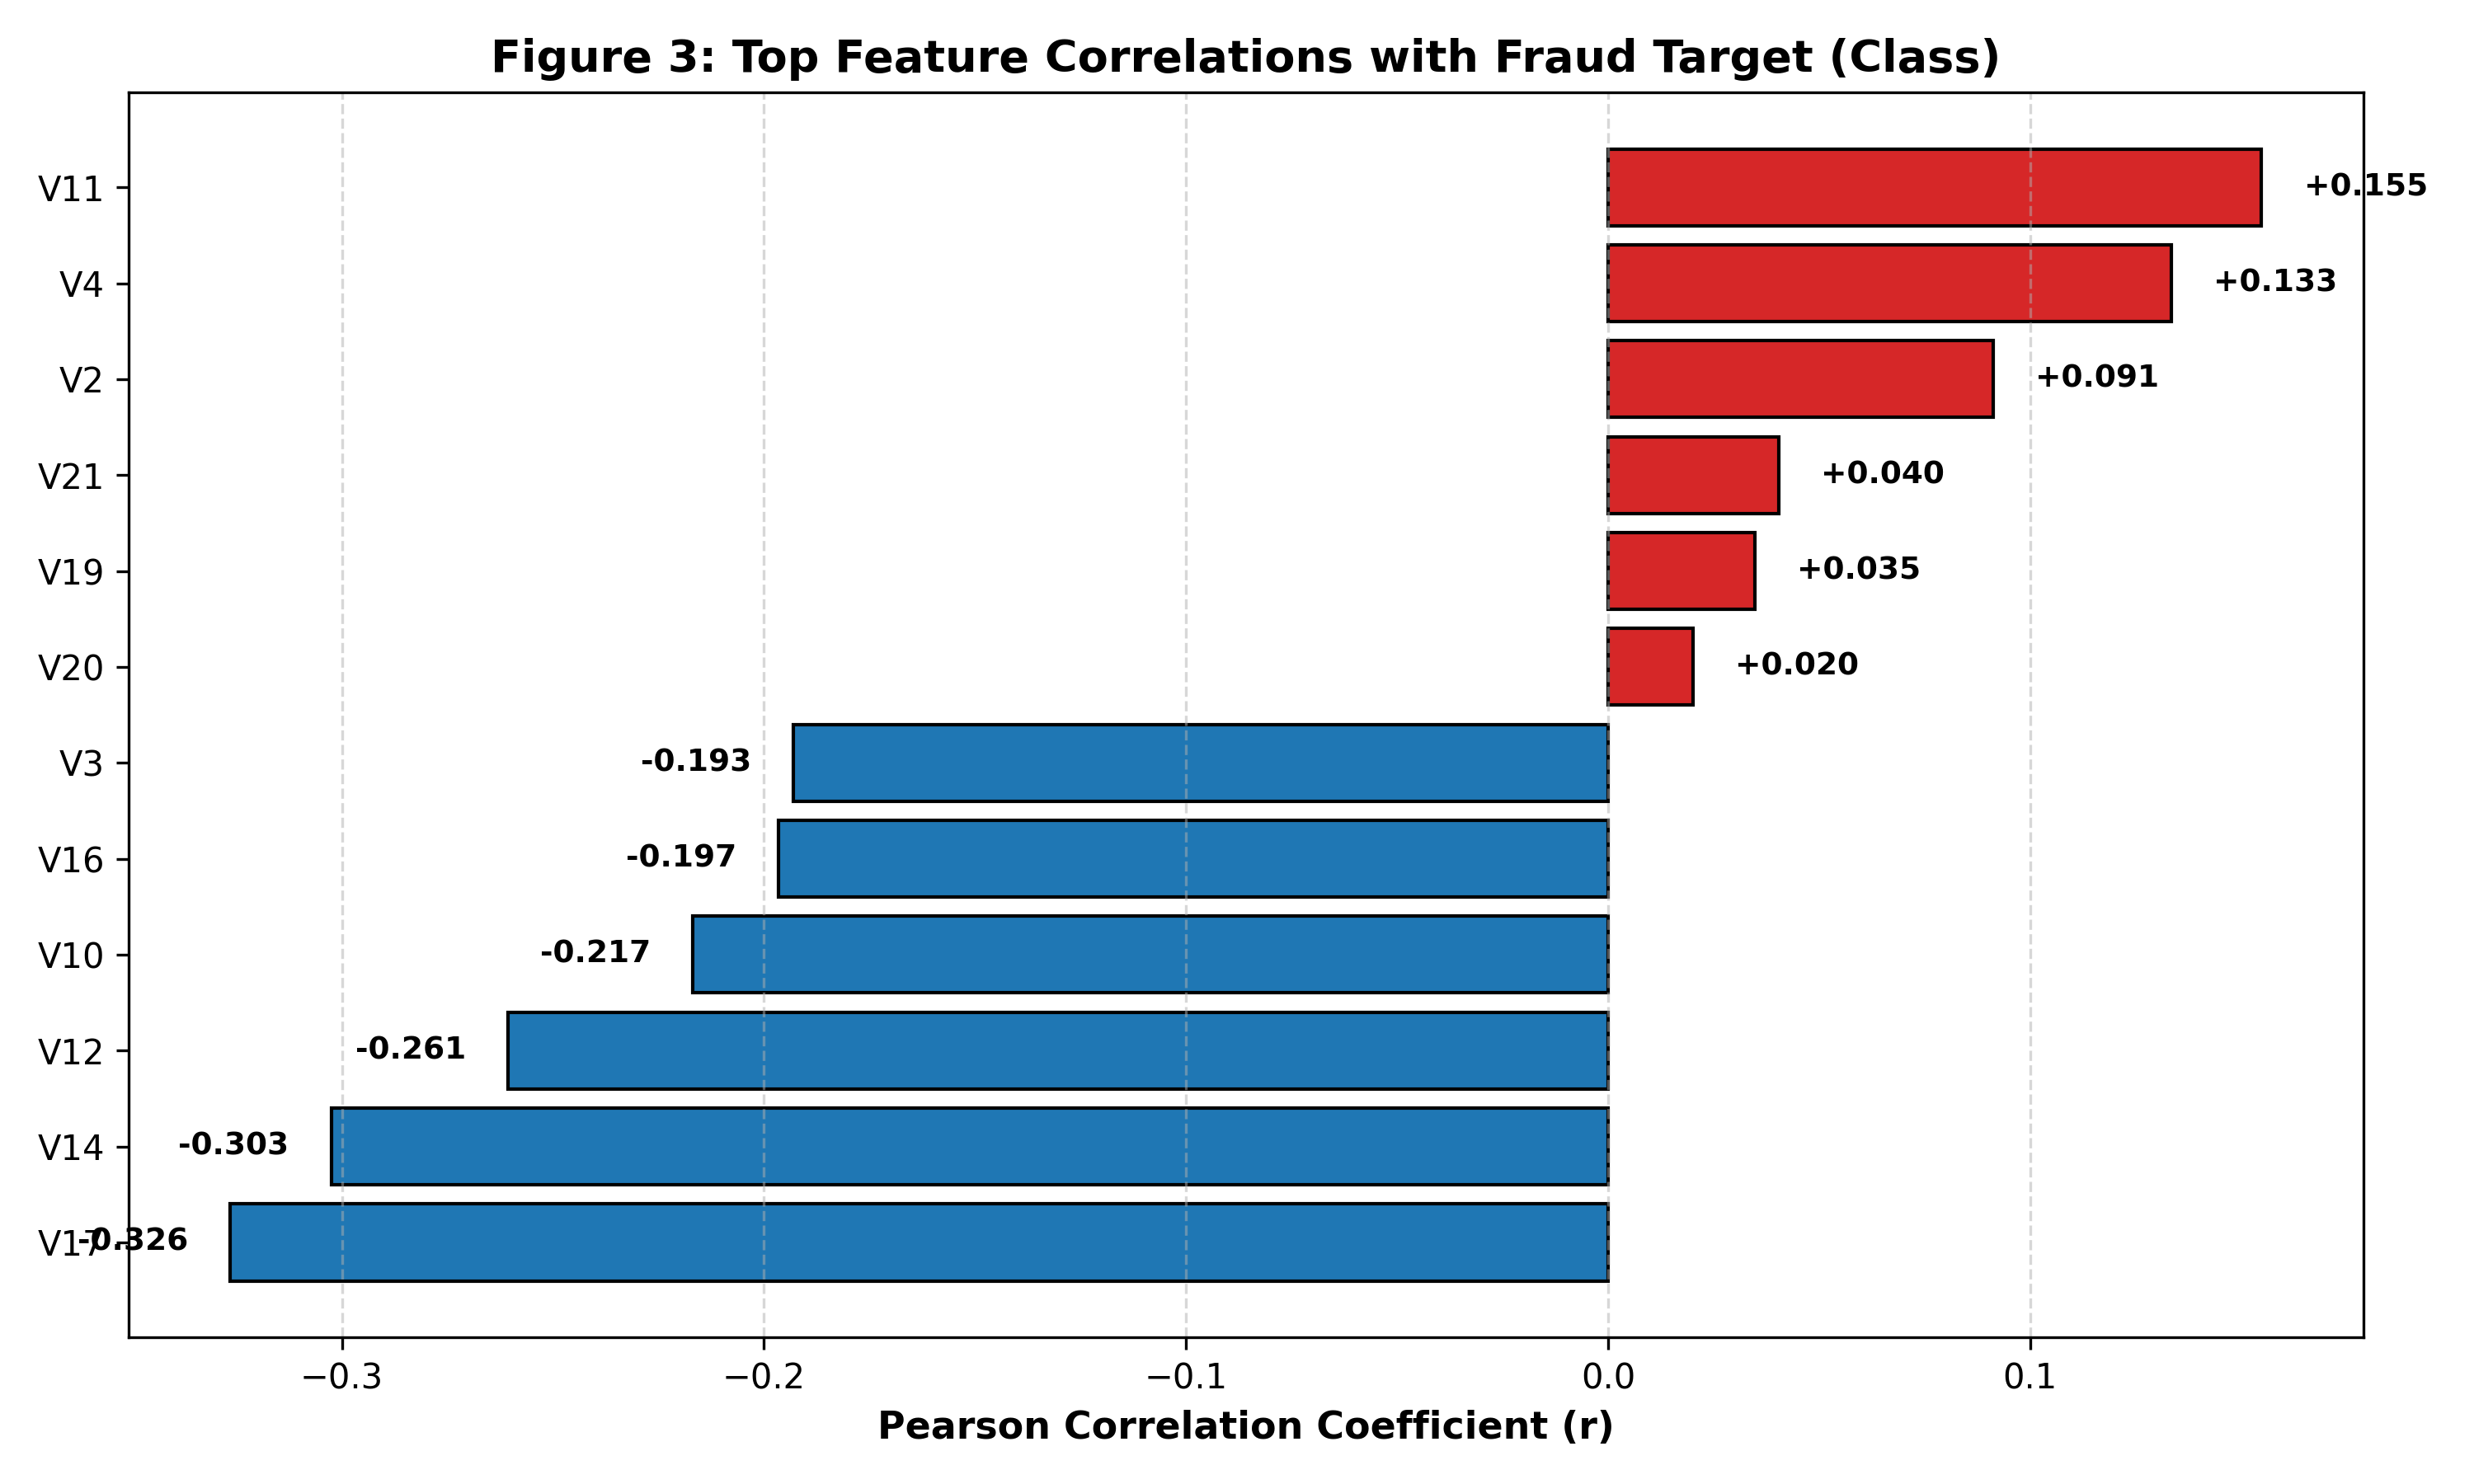 Figure 3: Top Feature Correlations with Fraud Target (Class)
V11 +0.155
V4 +0.133
V2 +0.091
V21 +0.040
V19 +0.035
V20 +0.020
V3 -0.193
V16 -0.197
V10 -0.217
V12 -0.261
V14 -0.303
V17 -0.326
−0.3 −0.2 −0.1 0.0 0.1
Pearson Correlation Coefficient (r)